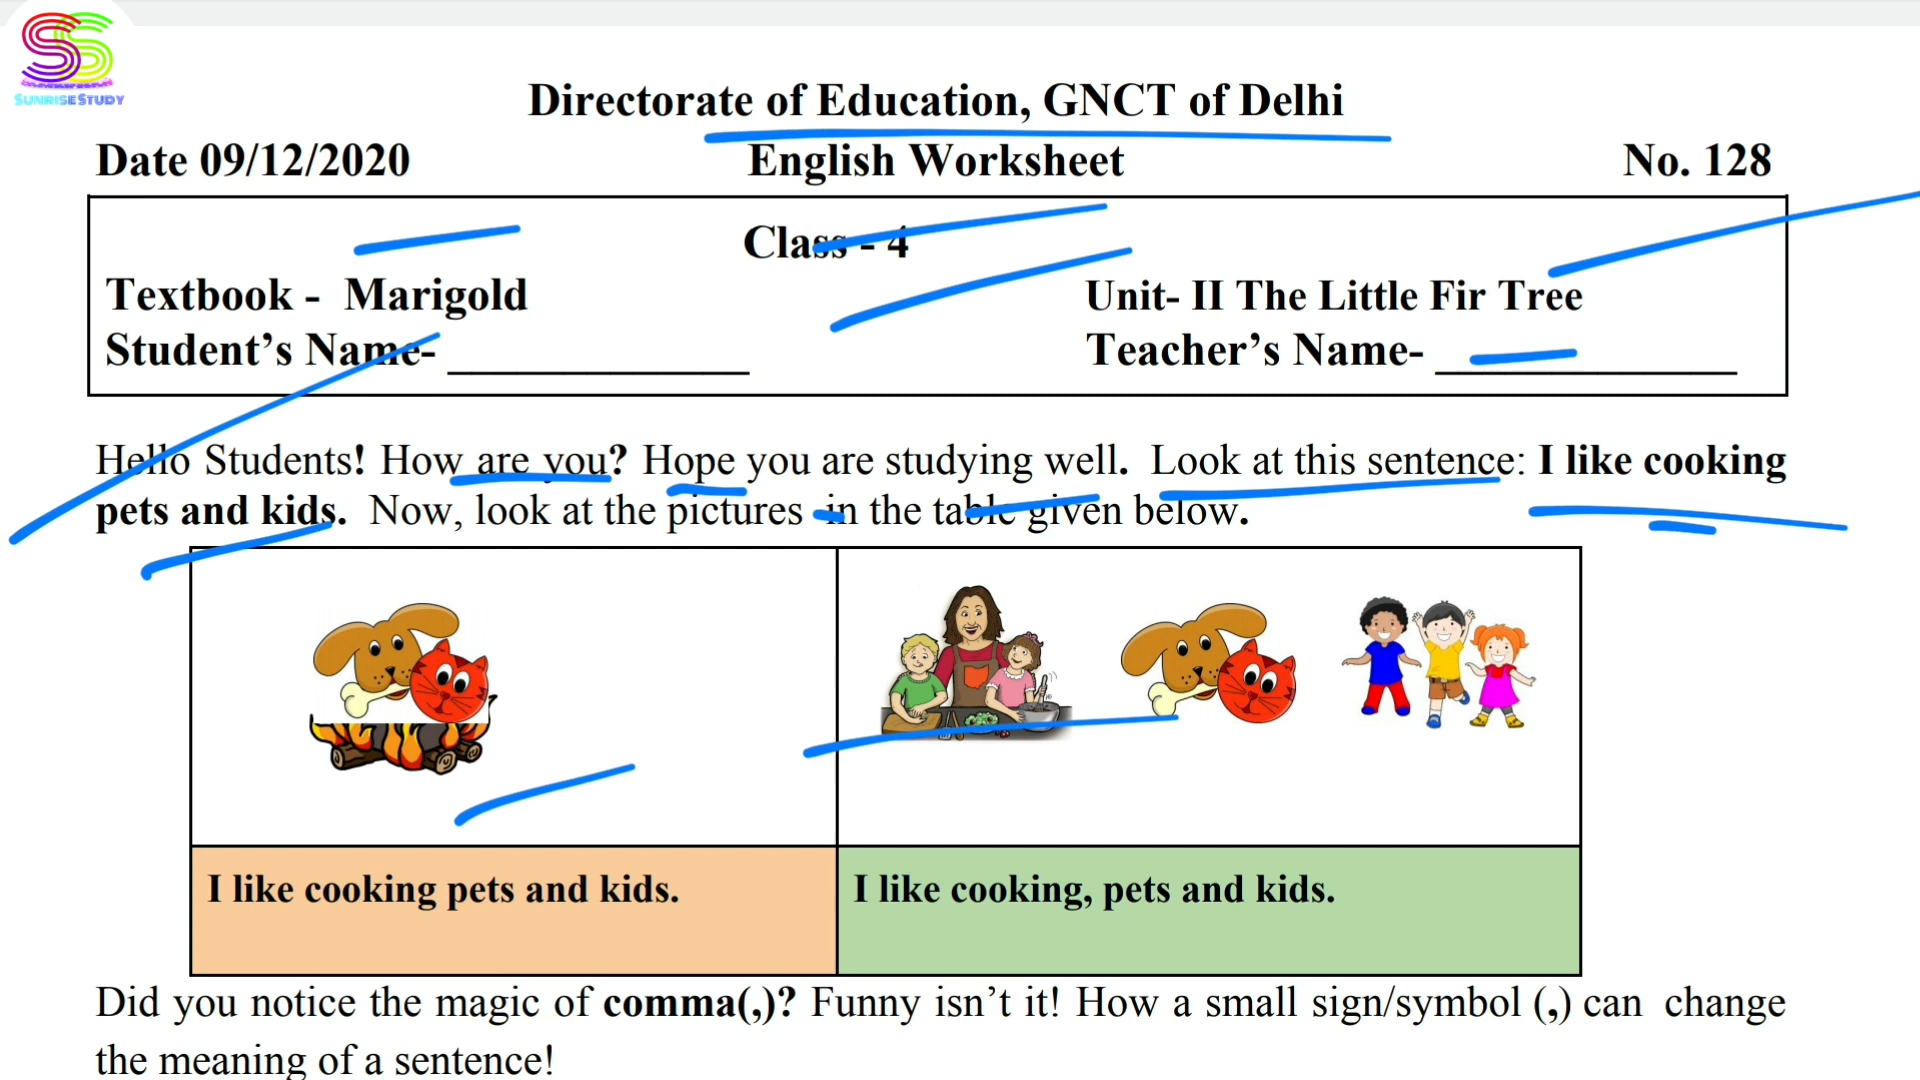 SUNRISE STUDY
Directorate of Education, GNCT of Delhi
Date 09/12/2020 English Worksheet No. 128
Class - 4
Textbook - Marigold Unit- II The Little Fir Tree
Student’s Name- _______________ Teacher’s Name- _______________
Hello Students! How are you? Hope you are studying well. Look at this sentence: I like cooking
pets and kids. Now, look at the pictures in the table given below.
I like cooking pets and kids. I like cooking, pets and kids.
Did you notice the magic of comma(,)? Funny isn’t it! How a small sign/symbol (,) can change
the meaning of a sentence!